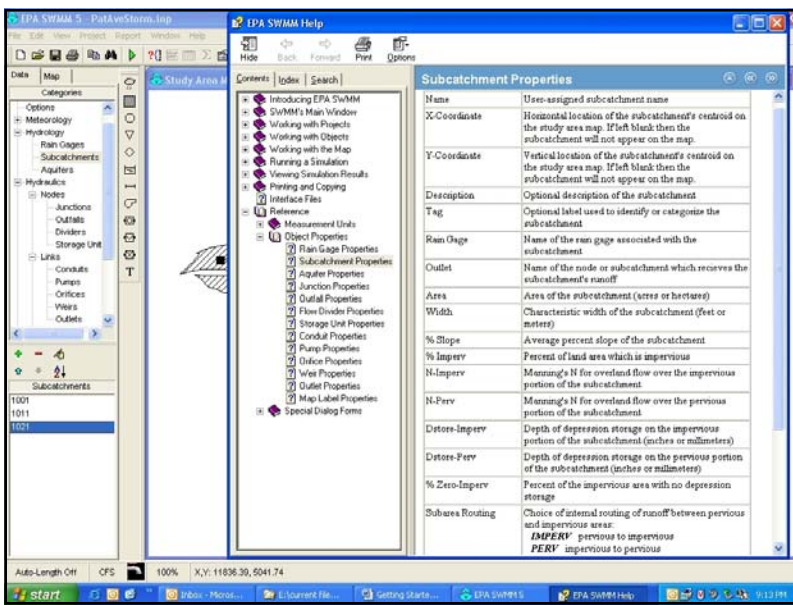 EPA SWMM 5 - PatAveStorm.inp
File Edit View Project Report Window Help
Data Map
Categories
Options
Meteorology
Hydrology
Rain Gages
Subcatchments
Aquifers
Hydraulics
Nodes
Junctions
Outfalls
Dividers
Storage Unit
Links
Conduits
Pumps
Orifices
Weirs
Outlets
Subcatchments
1001
1011
1021
T
Study Area M
EPA SWMM Help
Hide Back Forward Print Options
Contents Index Search
Introducing EPA SWMM
SWMM's Main Window
Working with Projects
Working with Objects
Working with the Map
Running a Simulation
Viewing Simulation Results
Printing and Copying
Interface Files
Reference
Measurement Units
Object Properties
Rain Gage Properties
Subcatchment Properties
Aquifer Properties
Junction Properties
Outfall Properties
Flow Divider Properties
Storage Unit Properties
Conduit Properties
Pump Properties
Orifice Properties
Weir Properties
Outlet Properties
Map Label Properties
Special Dialog Forms
Subcatchment Properties
Name User-assigned subcatchment name
X-Coordinate Horizontal location of the subcatchment's centroid on
the study area map. If left blank then the
subcatchment will not appear on the map.
Y-Coordinate Vertical location of the subcatchment's centroid on
the study area map. If left blank then the
subcatchment will not appear on the map.
Description Optional description of the subcatchment
Tag Optional label used to identify or categorize the
subcatchment
Rain Gage Name of the rain gage associated with the
subcatchment
Outlet Name of the node or subcatchment which recieves the
subcatchment's runoff
Area Area of the subcatchment (acres or hectares)
Width Characteristic width of the subcatchment (feet or
meters)
% Slope Average percent slope of the subcatchment
% Imperv Percent of land area which is impervious
N-Imperv Manning's N for overland flow over the impervious
portion of the subcatchment
N-Perv Manning's N for overland flow over the pervious
portion of the subcatchment
Dstore-Imperv Depth of depression storage on the impervious
portion of the subcatchment (inches or millimeters)
Dstore-Perv Depth of depression storage on the pervious portion
of the subcatchment (inches or millimeters)
% Zero-Imperv Percent of the impervious area with no depression
storage
Subarea Routing Choice of internal routing of runoff between pervious
and impervious areas:
IMPERV pervious to impervious
PERV impervious to pervious
Auto-Length Off CFS 100% X,Y: 11836.39, 5041.74
start Inbox - Micros... E:\current file... Getting Starte... EPA SWMM 5 EPA SWMM Help 9:13 PM